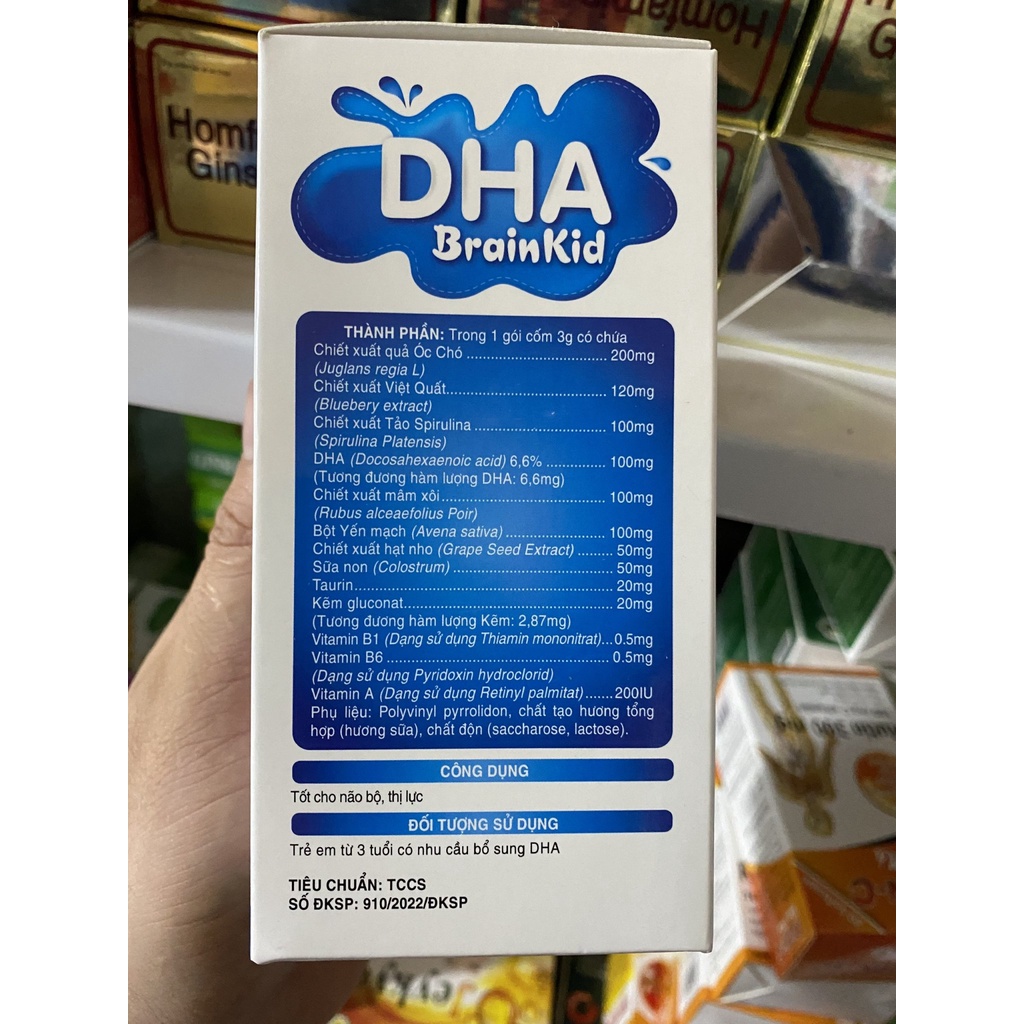 Homfamin
G
Homf
Gins
DHA
BrainKid
THÀNH PHẦN: Trong 1 gói cốm 3g có chứa
Chiết xuất quả Óc Chó ................................ 200mg
(Juglans regia L)
Chiết xuất Việt Quất..................................... 120mg
(Bluebery extract)
Chiết xuất Tảo Spirulina .............................. 100mg
(Spirulina Platensis)
DHA (Docosahexaenoic acid) 6,6% .............. 100mg
(Tương đương hàm lượng DHA: 6,6mg)
Chiết xuất mâm xôi...................................... 100mg
(Rubus alceaefolius Poir)
Bột Yến mạch (Avena sativa) ....................... 100mg
Chiết xuất hạt nho (Grape Seed Extract) ......... 50mg
Sữa non (Colostrum) ..................................... 50mg
Taurin............................................................ 20mg
Kẽm gluconat................................................ 20mg
(Tương đương hàm lượng Kẽm: 2,87mg)
Vitamin B1 (Dạng sử dụng Thiamin mononitrat)...0.5mg
Vitamin B6 .................................................... 0.5mg
(Dạng sử dụng Pyridoxin hydroclorid)
Vitamin A (Dạng sử dụng Retinyl palmitat).......200IU
Phụ liệu: Polyvinyl pyrrolidon, chất tạo hương tổng
hợp (hương sữa), chất độn (saccharose, lactose).
CÔNG DỤNG
Tốt cho não bộ, thị lực
ĐỐI TƯỢNG SỬ DỤNG
Trẻ em từ 3 tuổi có nhu cầu bổ sung DHA
TIÊU CHUẨN: TCCS
SỐ ĐKSP: 910/2022/ĐKSP